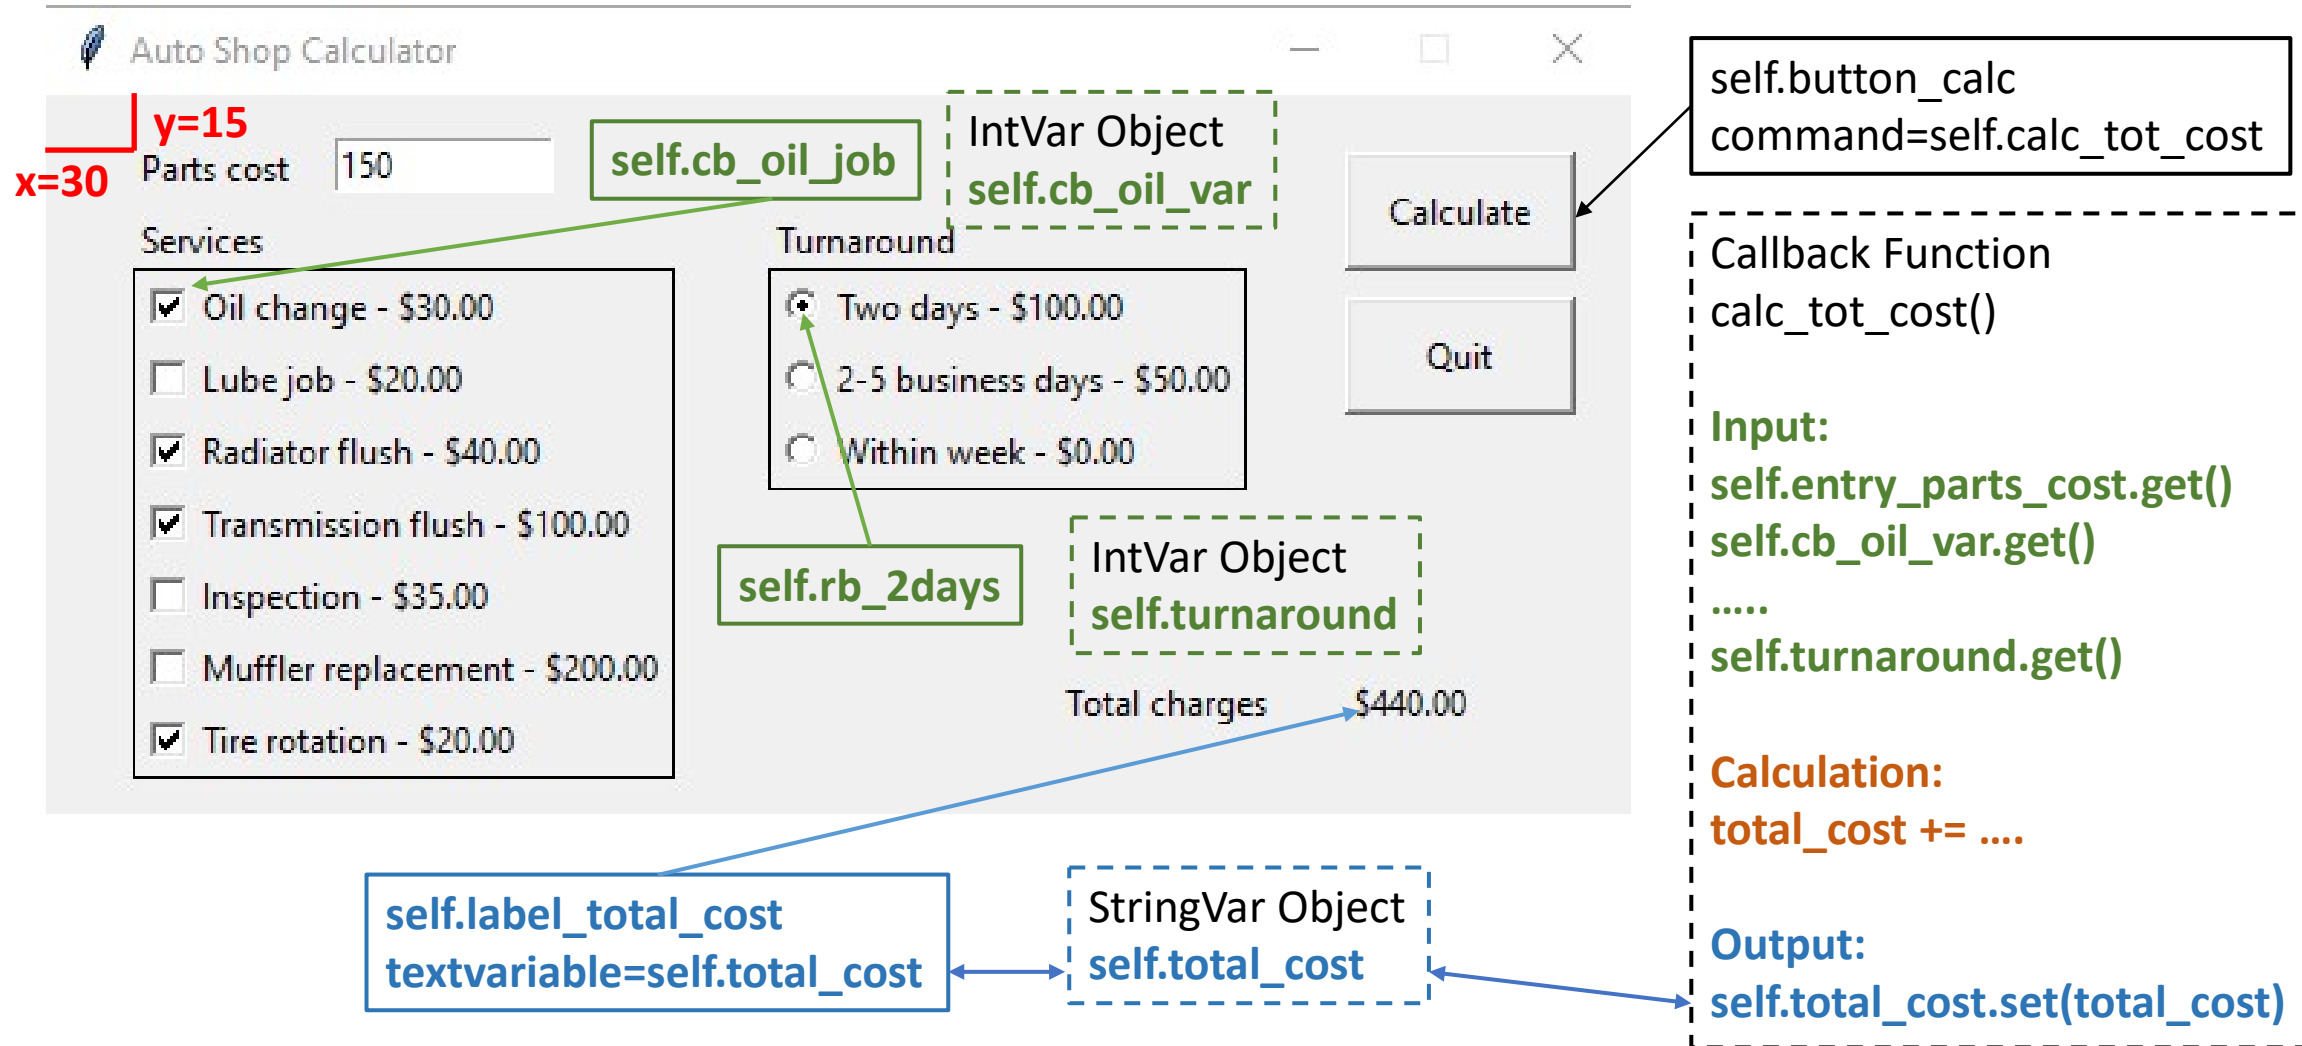 Auto Shop Calculator
y=15
x=30
Parts cost
150
self.cb_oil_job
IntVar Object
self.cb_oil_var
Calculate
self.button_calc
command=self.calc_tot_cost
Services
Oil change - $30.00
Lube job - $20.00
Radiator flush - $40.00
Transmission flush - $100.00
Inspection - $35.00
Muffler replacement - $200.00
Tire rotation - $20.00
Turnaround
Two days - $100.00
2-5 business days - $50.00
Within week - $0.00
Quit
self.rb_2days
IntVar Object
self.turnaround
Total charges
$440.00
Callback Function
calc_tot_cost()
Input:
self.entry_parts_cost.get()
self.cb_oil_var.get()
.....
self.turnaround.get()
Calculation:
total_cost += ....
Output:
self.total_cost.set(total_cost)
self.label_total_cost
textvariable=self.total_cost
StringVar Object
self.total_cost